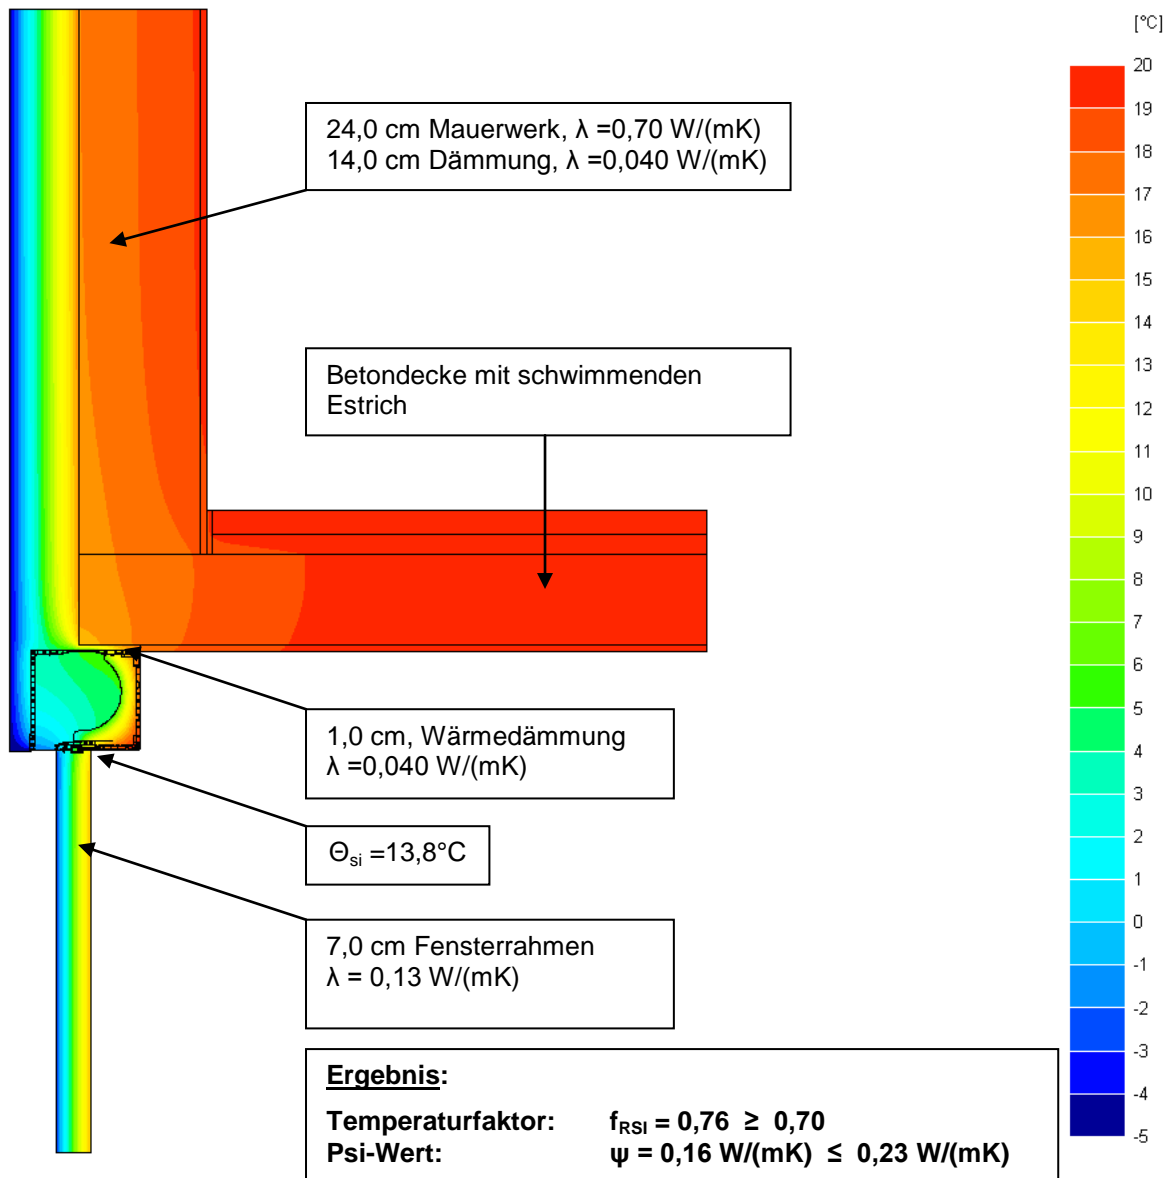 [°C]
24,0 cm Mauerwerk, λ =0,70 W/(mK)
14,0 cm Dämmung, λ =0,040 W/(mK)
Betondecke mit schwimmenden
Estrich
1,0 cm, Wärmedämmung
λ =0,040 W/(mK)
Θsi =13,8°C
7,0 cm Fensterrahmen
λ = 0,13 W/(mK)
Ergebnis:
Temperaturfaktor: fRSI = 0,76 ≥ 0,70
Psi-Wert: ψ = 0,16 W/(mK) ≤ 0,23 W/(mK)
20
19
18
17
16
15
14
13
12
11
10
9
8
7
6
5
4
3
2
1
0
-1
-2
-3
-4
-5